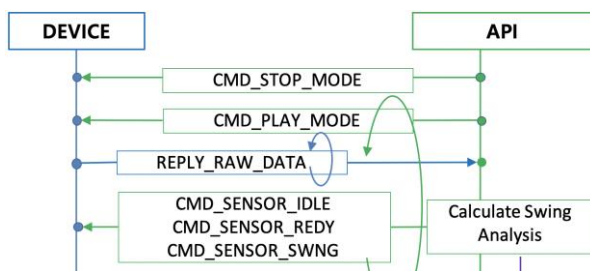 DEVICE
API
CMD_STOP_MODE
CMD_PLAY_MODE
REPLY_RAW_DATA
CMD_SENSOR_IDLE
CMD_SENSOR_REDY
CMD_SENSOR_SWNG
Calculate Swing
Analysis